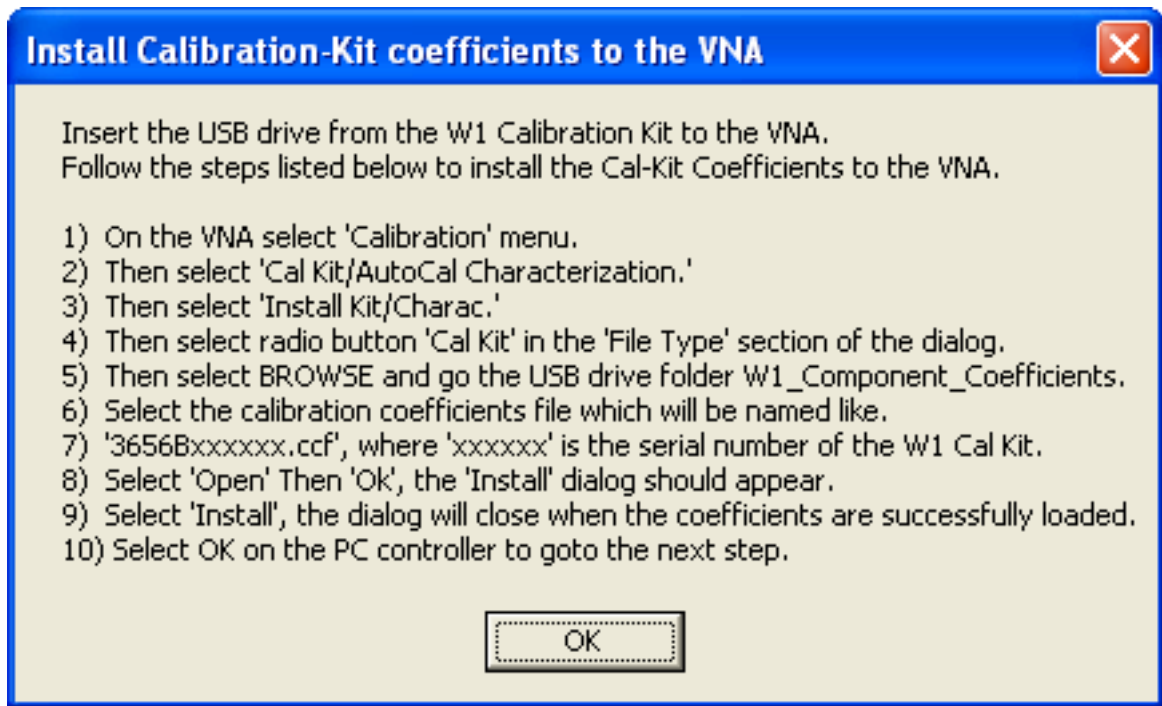 Install Calibration-Kit coefficients to the VNA
Insert the USB drive from the W1 Calibration Kit to the VNA.
Follow the steps listed below to install the Cal-Kit Coefficients to the VNA.
1) On the VNA select 'Calibration' menu.
2) Then select 'Cal Kit/AutoCal Characterization.'
3) Then select 'Install Kit/Charac.'
4) Then select radio button 'Cal Kit' in the 'File Type' section of the dialog.
5) Then select BROWSE and go the USB drive folder W1_Component_Coefficients.
6) Select the calibration coefficients file which will be named like.
7) '3656Bxxxxxx.ccf', where 'xxxxxx' is the serial number of the W1 Cal Kit.
8) Select 'Open' Then 'Ok', the 'Install' dialog should appear.
9) Select 'Install', the dialog will close when the coefficients are successfully loaded.
10) Select OK on the PC controller to goto the next step.
OK